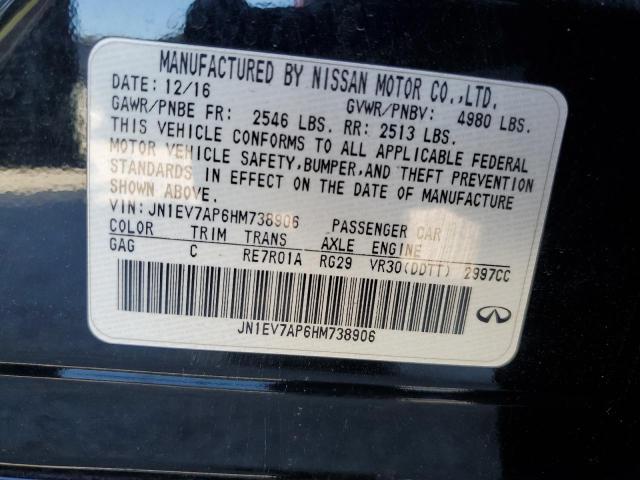 MANUFACTURED BY NISSAN MOTOR CO.,LTD.
DATE: 12/16 GVWR/PNBV: 4980 LBS.
GAWR/PNBE FR: 2546 LBS. RR: 2513 LBS.
THIS VEHICLE CONFORMS TO ALL APPLICABLE FEDERAL
MOTOR VEHICLE SAFETY,BUMPER,AND THEFT PREVENTION
STANDARDS IN EFFECT ON THE DATE OF MANUFACTURE
SHOWN ABOVE.
VIN:JN1EV7AP6HM738906 PASSENGER CAR
COLOR TRIM TRANS AXLE ENGINE
GAG C RE7R01A RG29 VR30(DDTT) 2997CC
JN1EV7AP6HM738906